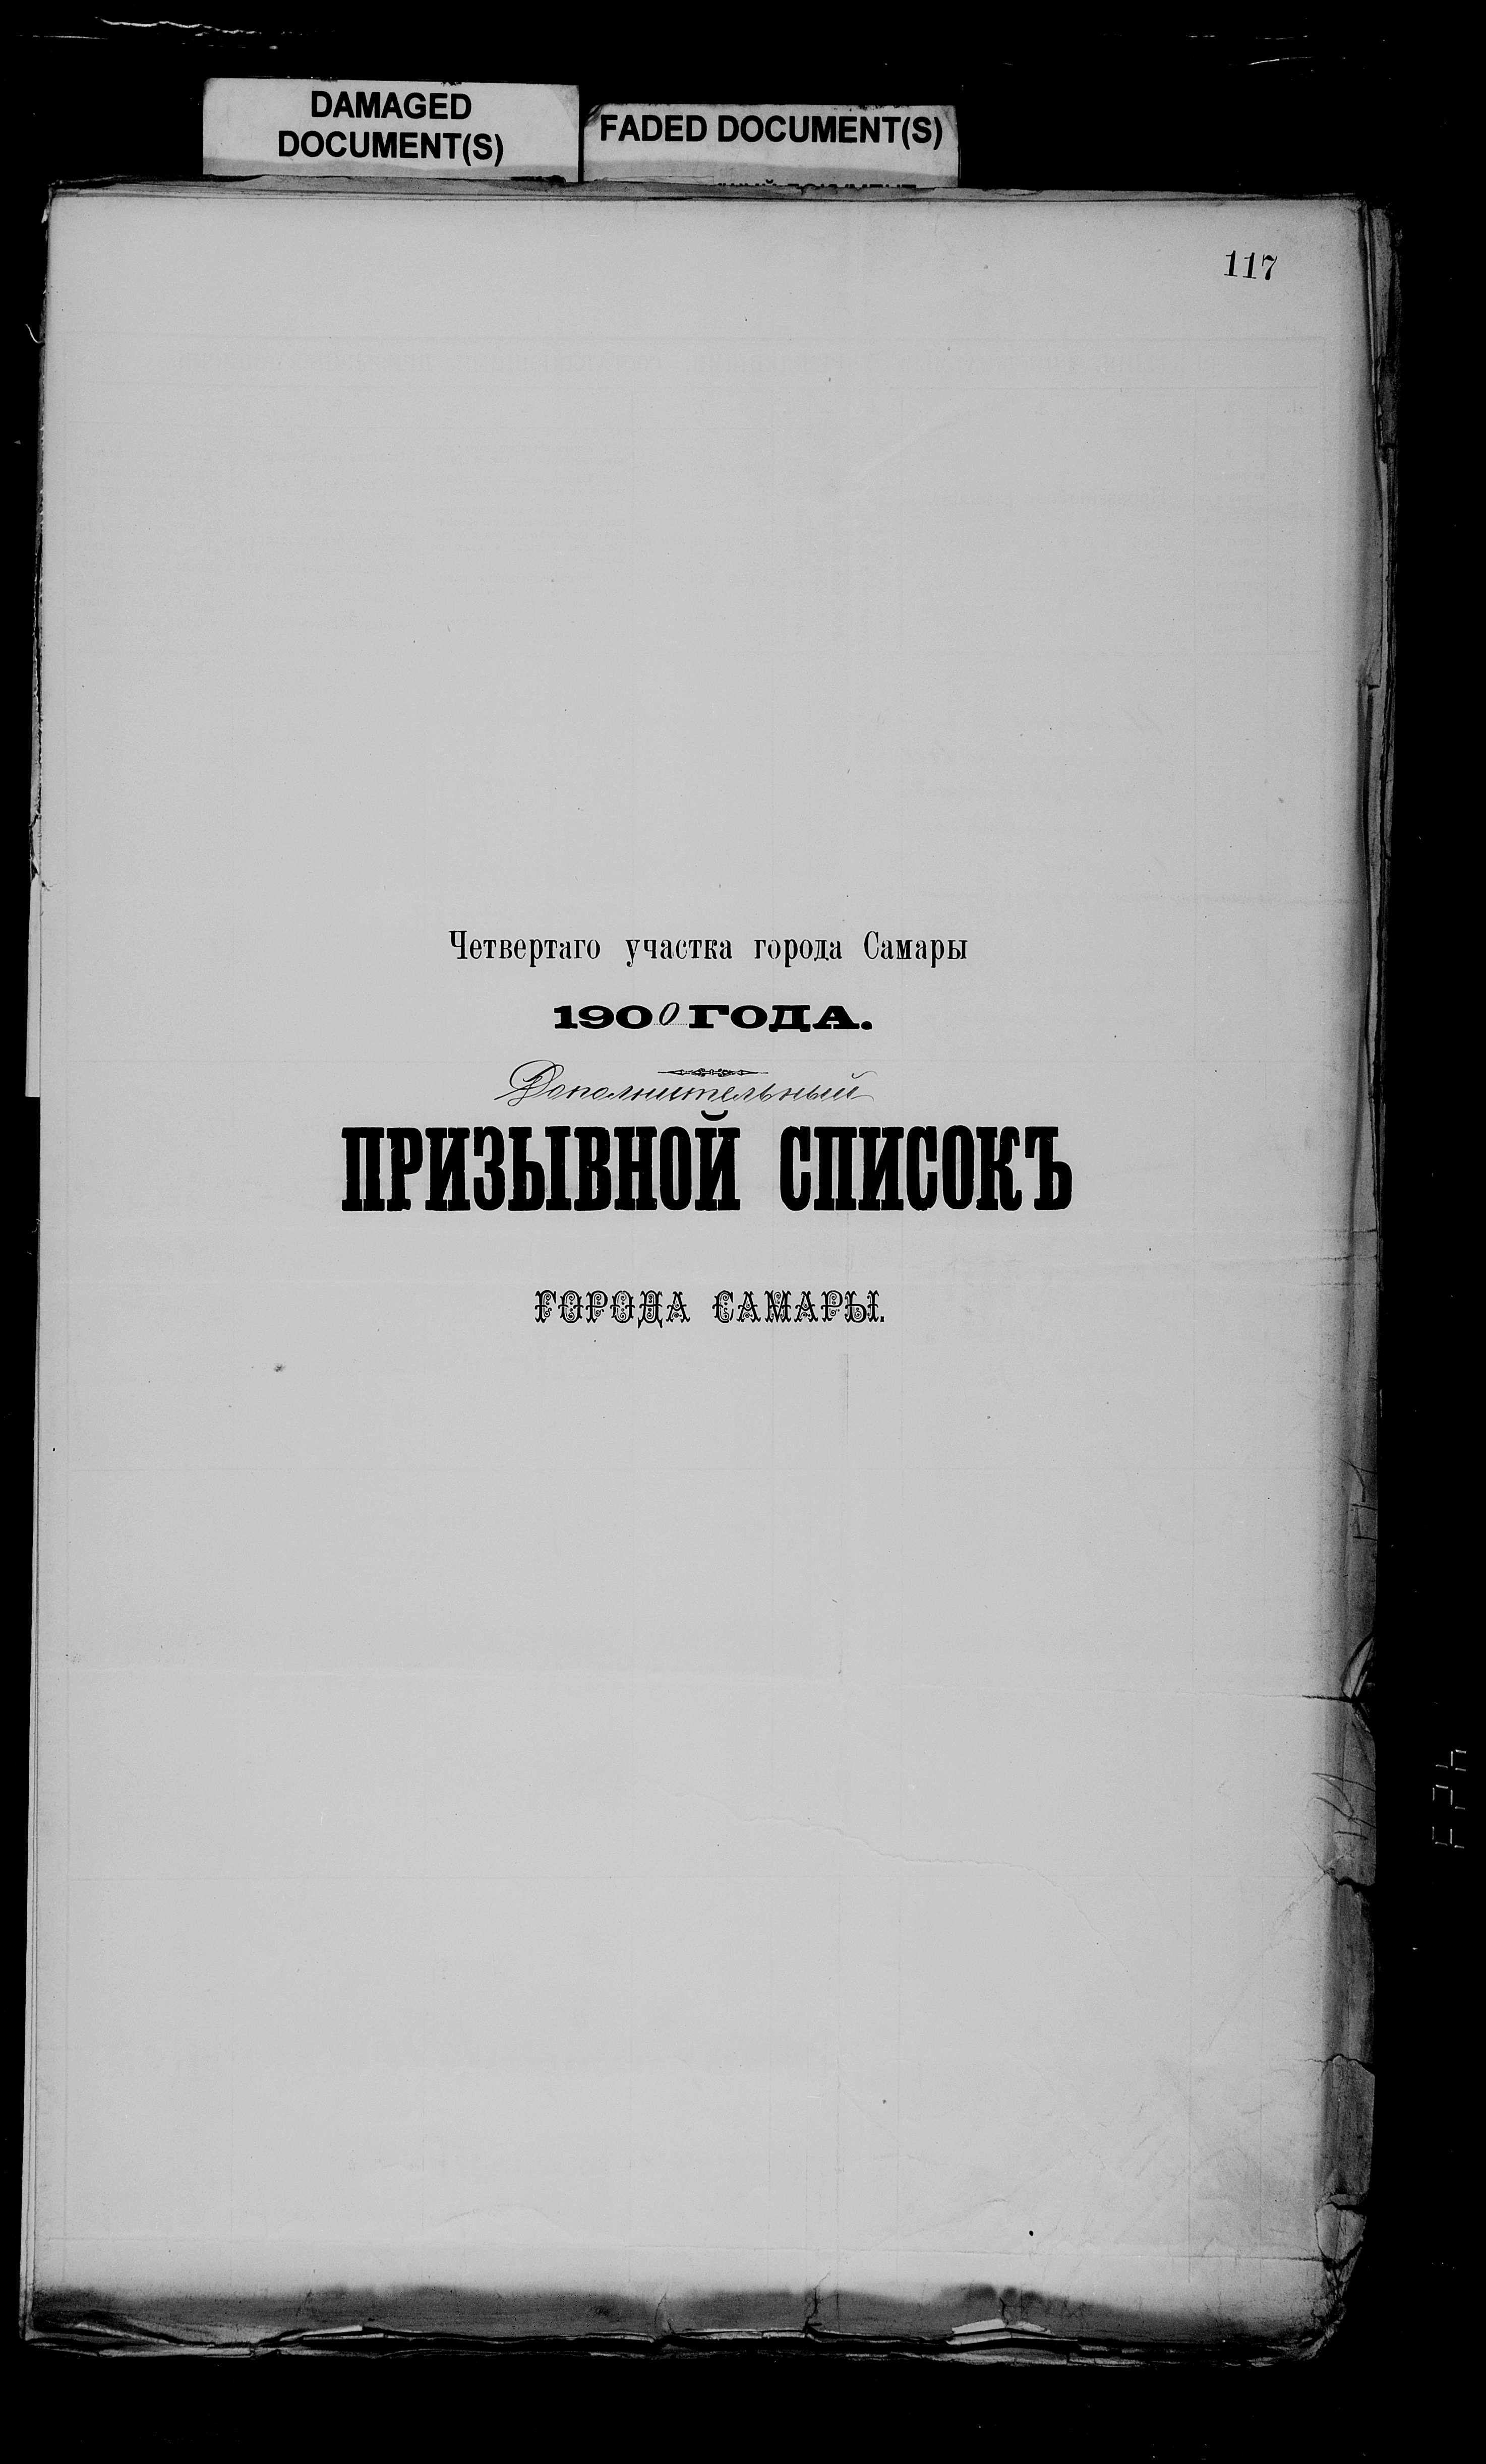 DAMAGED
DOCUMENT(S)
FADED DOCUMENT(S)
117
Четвертаго участка города Самары
1900 ГОДА.
Дополнительный
ПРИЗЫВНОЙ СПИСОКЪ
ГОРОДА САМАРЫ.